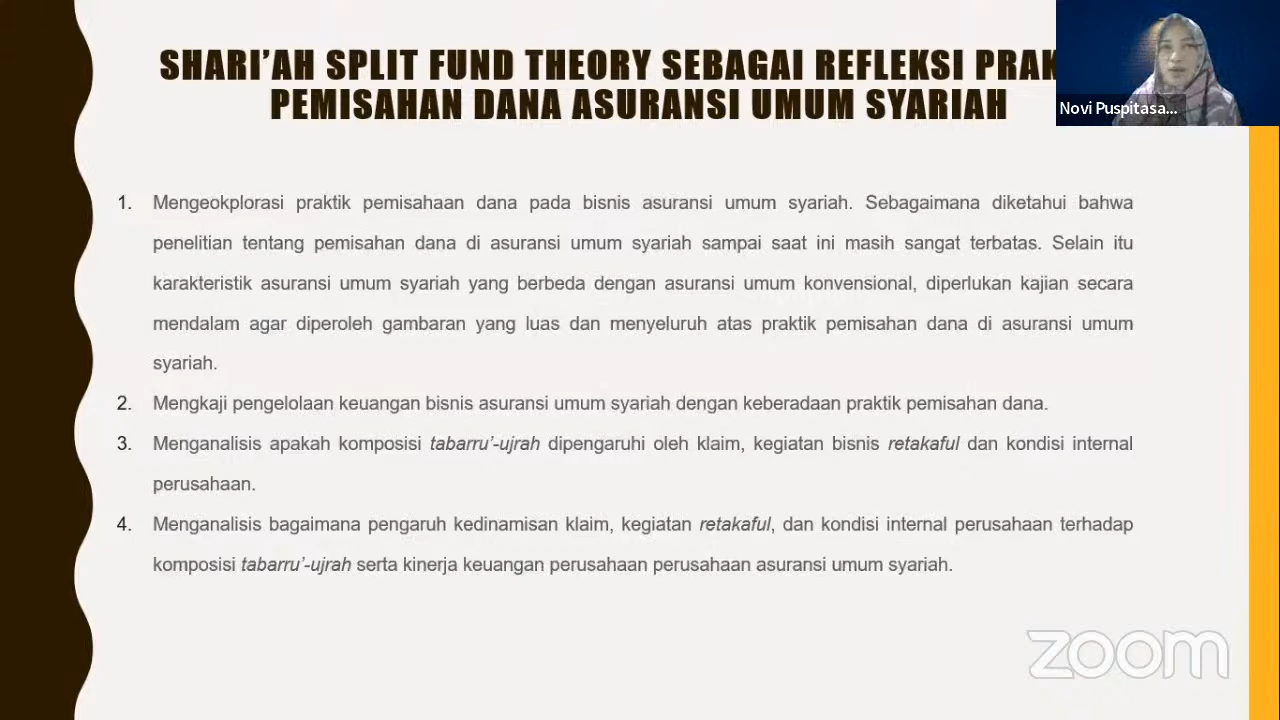 SHARI'AH SPLIT FUND THEORY SEBAGAI REFLEKSI
PEMISAHAN DANA ASURANSI UMUM SYARIAH
Novi Puspitasa...
1. Mengeokplorasi praktik pemisahaan dana pada bisnis asuransi umum syariah. Sebagaimana diketahui bahwa
penelitian tentang pemisahan dana di asuransi umum syariah sampai saat ini masih sangat terbatas. Selain itu
karakteristik asuransi umum syariah yang berbeda dengan asuransi umum konvensional, diperlukan kajian secara
mendalam agar diperoleh gambaran yang luas dan menyeluruh atas praktik pemisahan dana di asuransi umum
syariah.
2. Mengkaji pengelolaan keuangan bisnis asuransi umum syariah dengan keberadaan praktik pemisahan dana.
3. Menganalisis apakah komposisi tabarru'-ujrah dipengaruhi oleh klaim, kegiatan bisnis retakaful dan kondisi internal
perusahaan.
4. Menganalisis bagaimana pengaruh kedinamisan klaim, kegiatan retakaful, dan kondisi internal perusahaan terhadap
komposisi tabarru'-ujrah serta kinerja keuangan perusahaan perusahaan asuransi umum syariah.
zoom